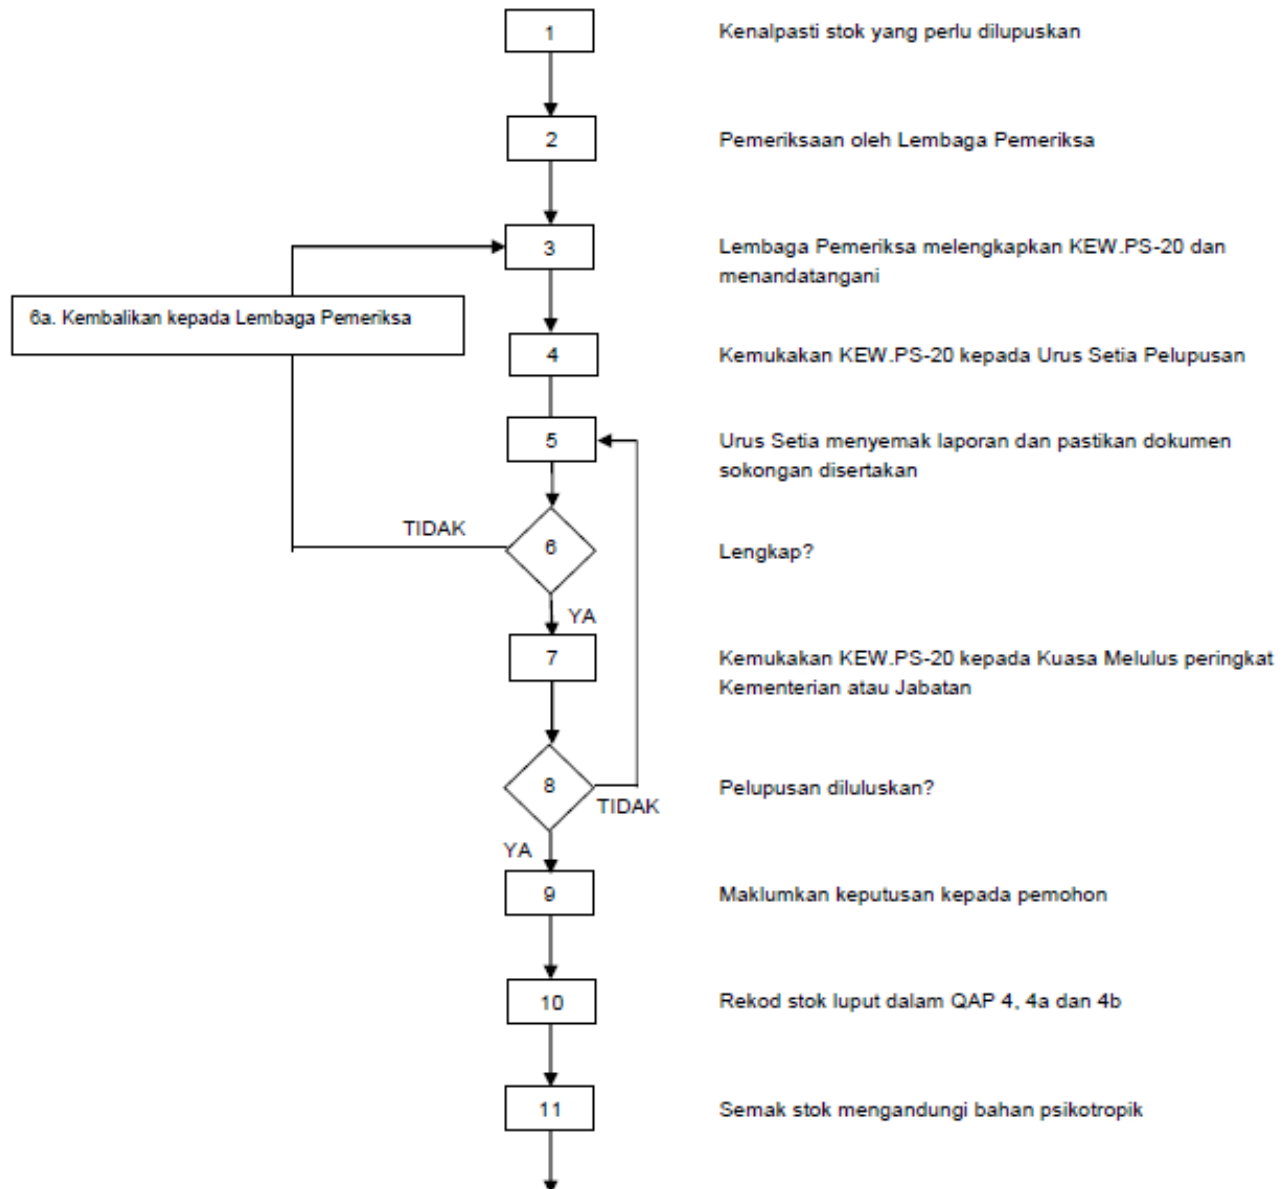 1 Kenalpasti stok yang perlu dilupuskan
2 Pemeriksaan oleh Lembaga Pemeriksa
3 Lembaga Pemeriksa melengkapkan KEW.PS-20 dan
menandatangani
6a. Kembalikan kepada Lembaga Pemeriksa
4 Kemukakan KEW.PS-20 kepada Urus Setia Pelupusan
5 Urus Setia menyemak laporan dan pastikan dokumen
sokongan disertakan
TIDAK
6 Lengkap?
YA
7 Kemukakan KEW.PS-20 kepada Kuasa Melulus peringkat
Kementerian atau Jabatan
8 Pelupusan diluluskan?
TIDAK
YA
9 Maklumkan keputusan kepada pemohon
10 Rekod stok luput dalam QAP 4, 4a dan 4b
11 Semak stok mengandungi bahan psikotropik